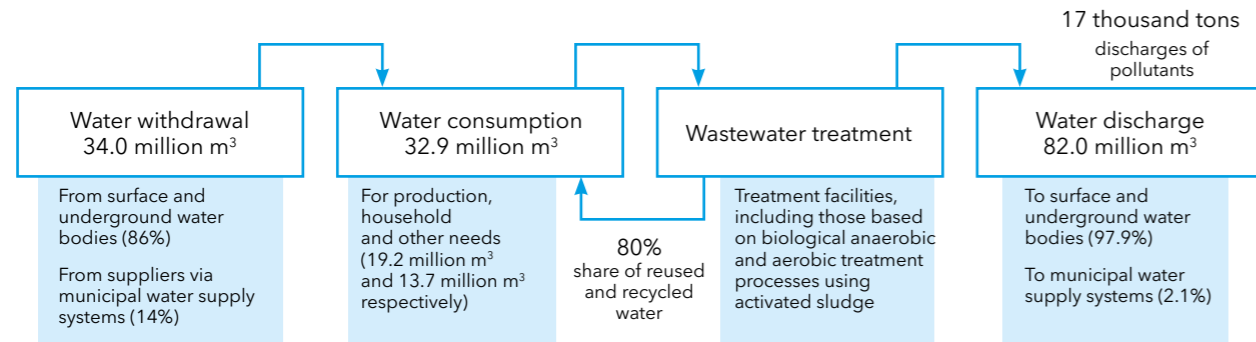 17 thousand tons
discharges of
pollutants
Water withdrawal
34.0 million m³
From surface and
underground water
bodies (86%)
From suppliers via
municipal water supply
systems (14%)
Water consumption
32.9 million m³
For production,
household
and other needs
(19.2 million m³
and 13.7 million m³
respectively)
80%
share of reused
and recycled
water
Wastewater treatment
Treatment facilities,
including those based
on biological anaerobic
and aerobic treatment
processes using
activated sludge
Water discharge
82.0 million m³
To surface and
underground water
bodies (97.9%)
To municipal water
supply systems (2.1%)